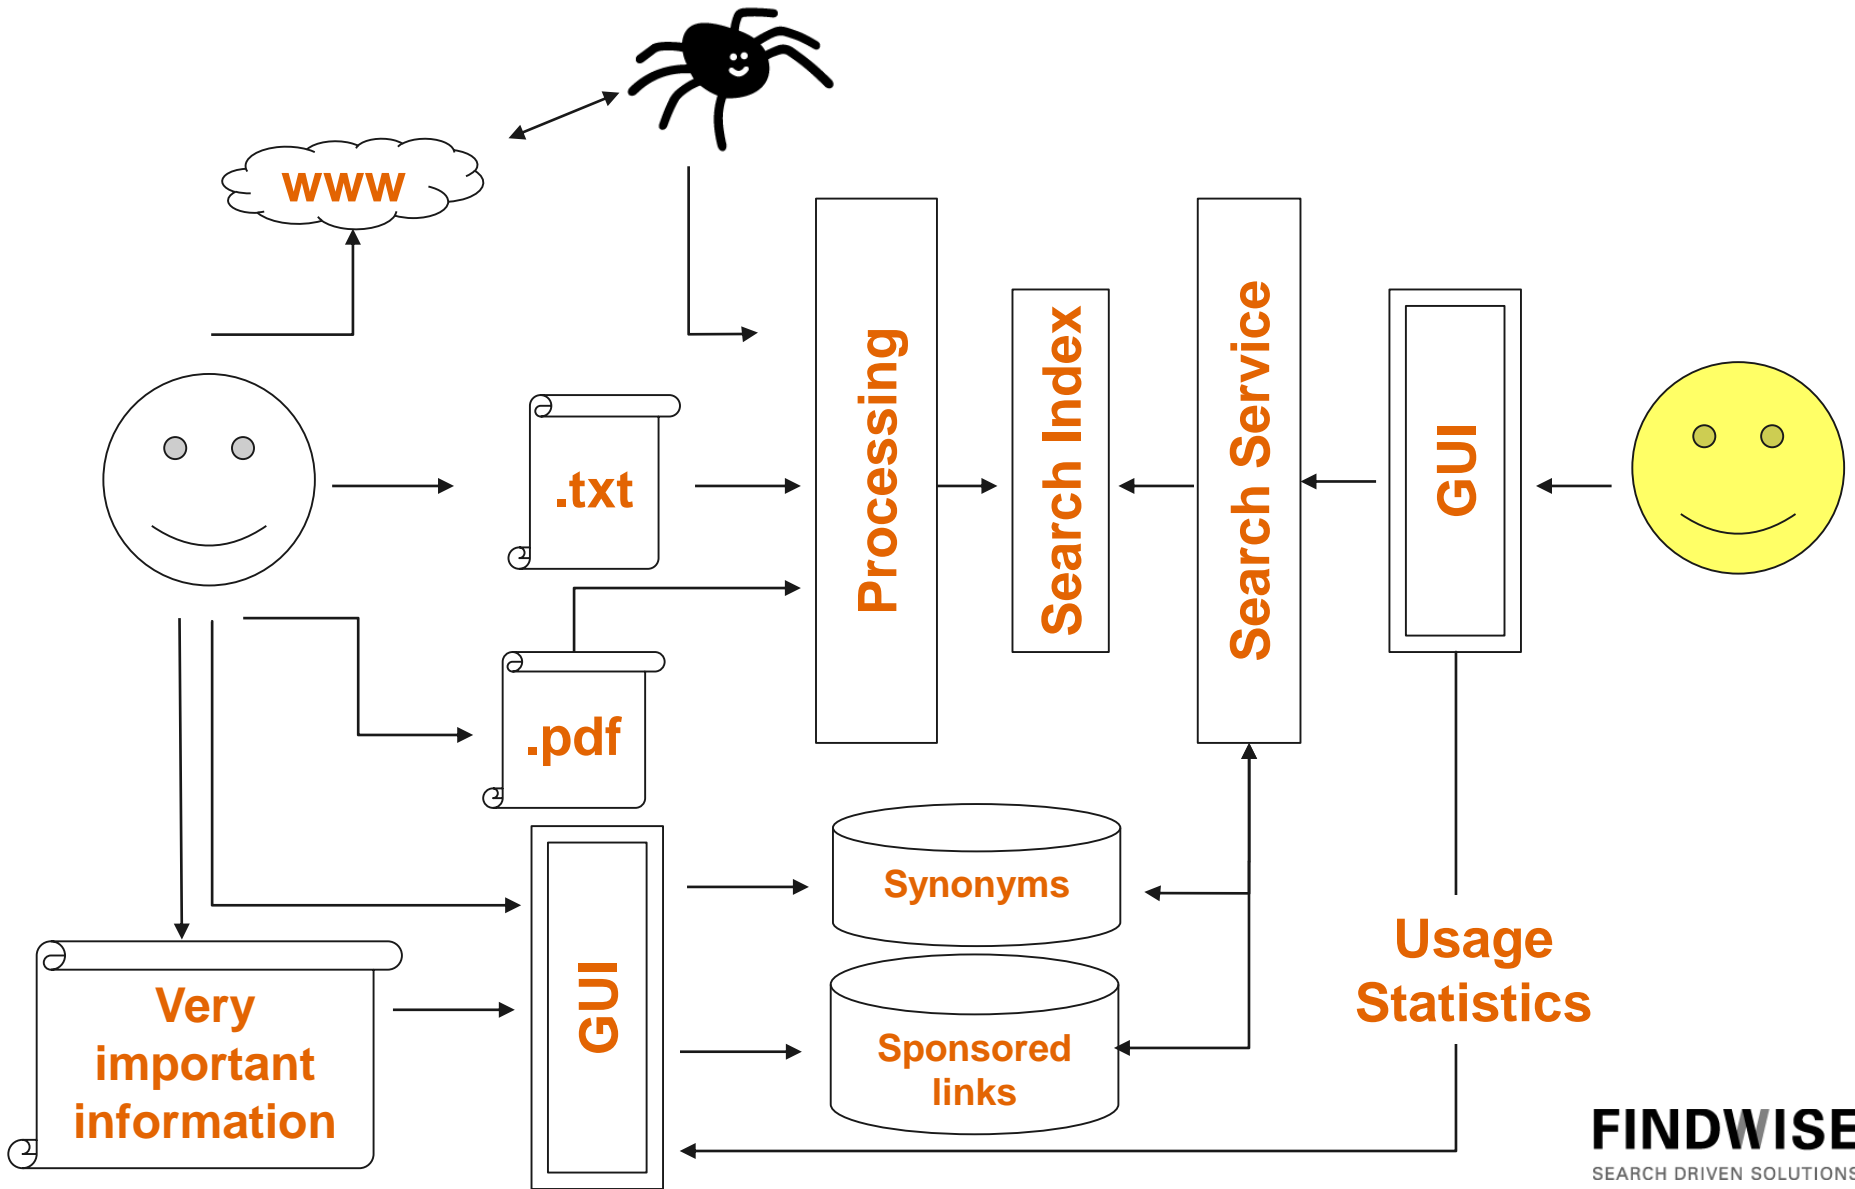 www
Processing
Search Index
Search Service
GUI
.txt
.pdf
Synonyms
GUI
Usage
Statistics
Very
important
information
Sponsored
links
FINDWISE
SEARCH DRIVEN SOLUTIONS